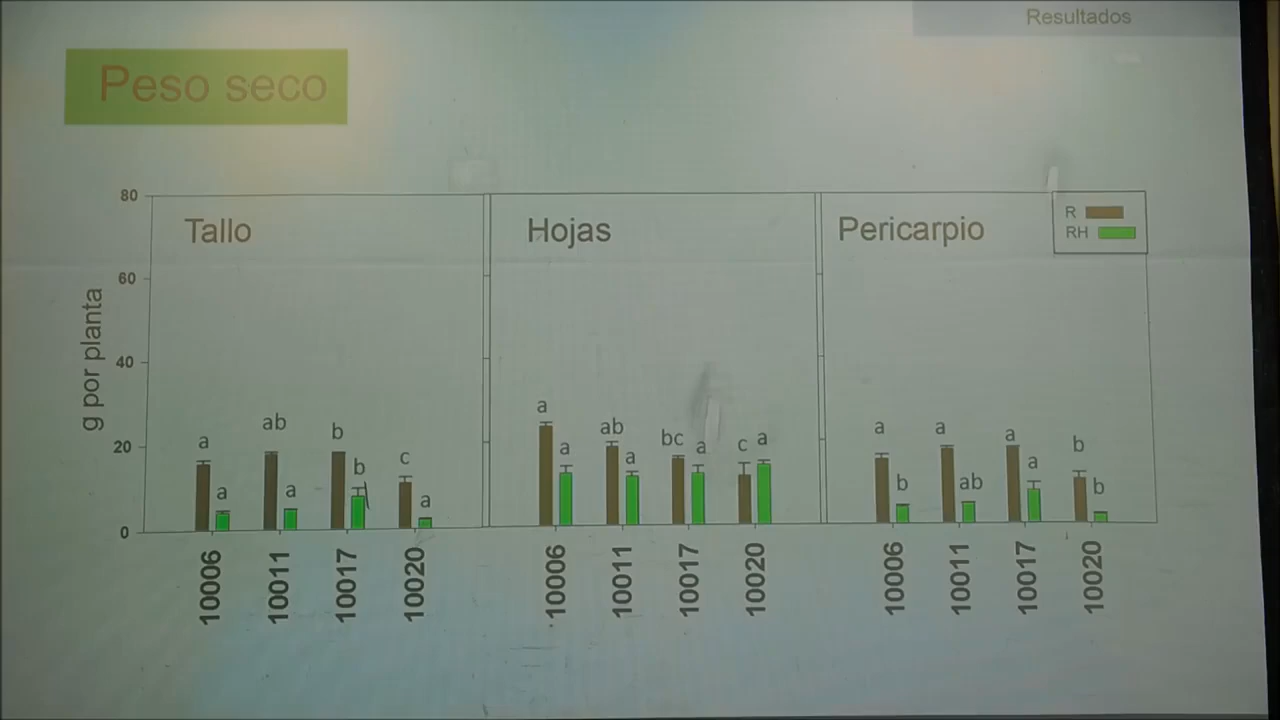 Resultados
Peso seco
g por planta
80
60
40
20
0
Tallo
a a ab a b b c a
10006 10011 10017 10020
Hojas
a a ab a bc a c a
10006 10011 10017 10020
Pericarpio
a b a ab a a b b
10006 10011 10017 10020
R
RH